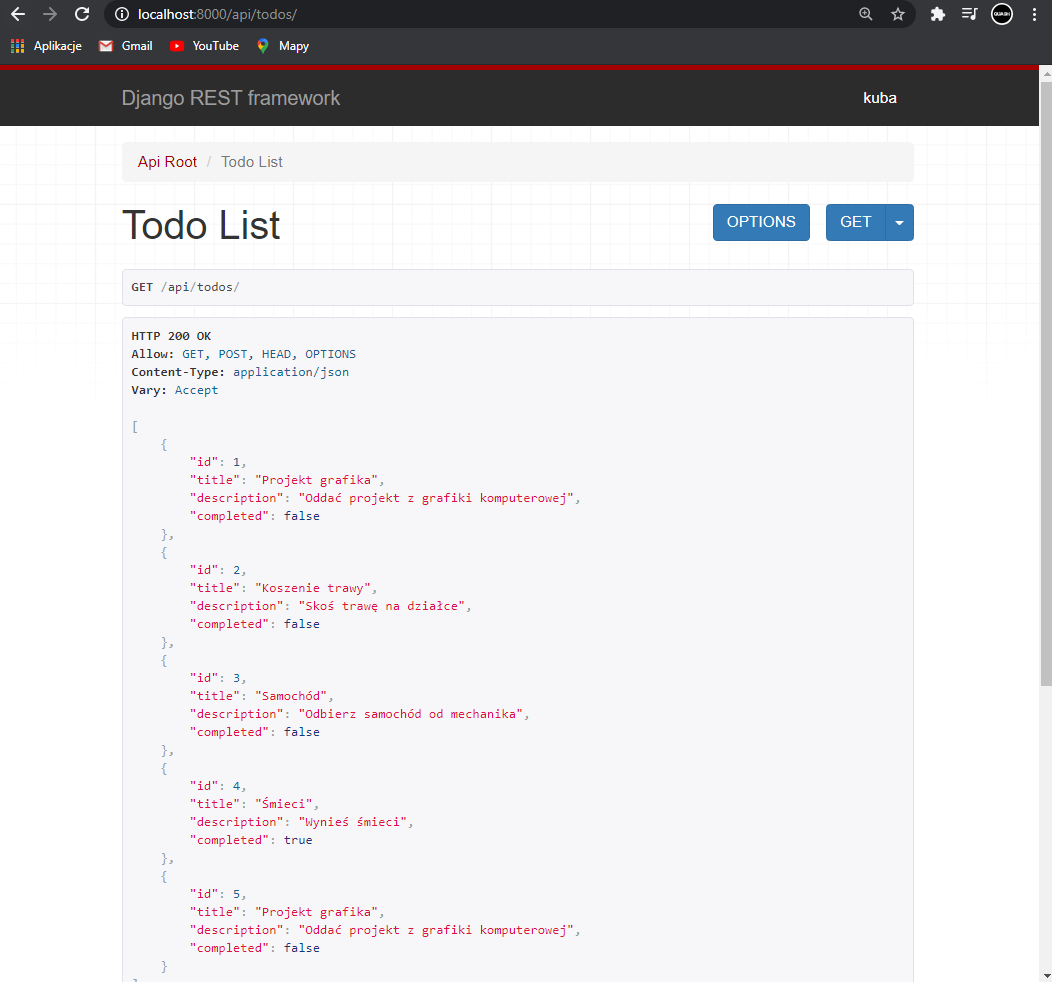 localhost:8000/api/todos/
QUASH
Aplikacje Gmail YouTube Mapy
Django REST framework kuba
Api Root / Todo List
Todo List OPTIONS GET
GET /api/todos/
HTTP 200 OK
Allow: GET, POST, HEAD, OPTIONS
Content-Type: application/json
Vary: Accept
[
{
"id": 1,
"title": "Projekt grafika",
"description": "Oddać projekt z grafiki komputerowej",
"completed": false
},
{
"id": 2,
"title": "Koszenie trawy",
"description": "Skoś trawę na działce",
"completed": false
},
{
"id": 3,
"title": "Samochód",
"description": "Odbierz samochód od mechanika",
"completed": false
},
{
"id": 4,
"title": "Śmieci",
"description": "Wynieś śmieci",
"completed": true
},
{
"id": 5,
"title": "Projekt grafika",
"description": "Oddać projekt z grafiki komputerowej",
"completed": false
}